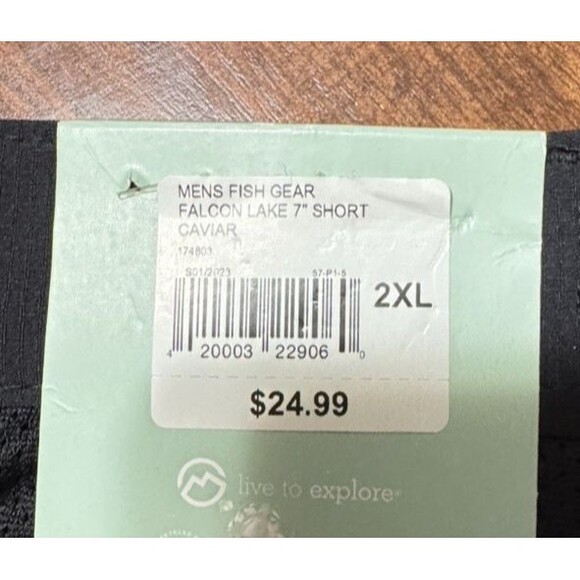 MENS FISH GEAR
FALCON LAKE 7" SHORT
CAVIAR
174803
S01/2023 57-P1-5
2XL
4 20003 22906 0
$24.99
live to explore®